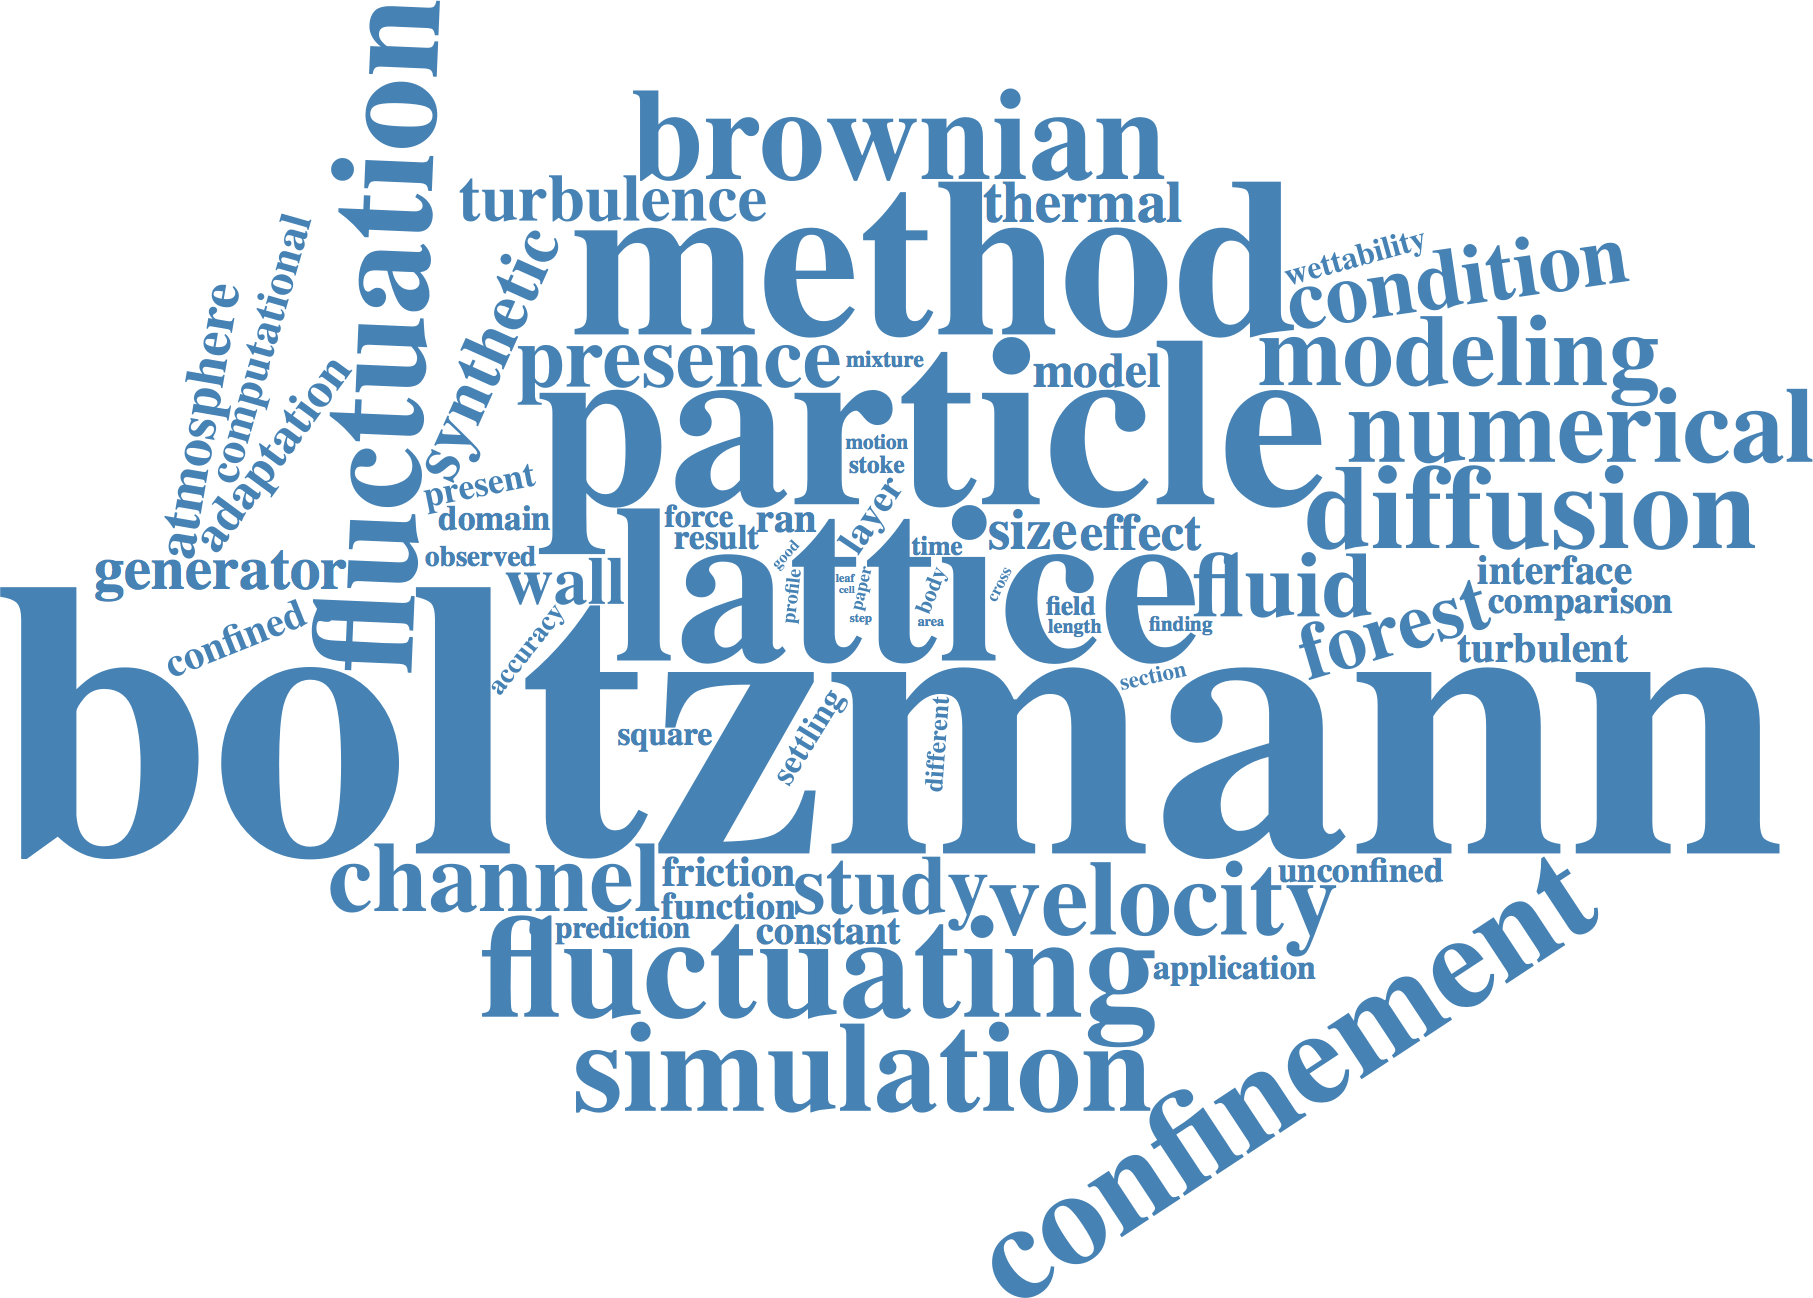 fluctuation
brownian
turbulence
thermal
method
wettability
condition
atmosphere
computational
adaptation
synthetic
presence
mixture
model
modeling
particle
numerical
motion
stoke
present
domain
observed
force
result
ran
layer
time
size
effect
diffusion
generator
wall
lattice
good
profile
leaf
cell
paper
step
body
area
cross
field
length
finding
fluid
interface
comparison
forest
turbulent
confined
accuracy
boltzmann
section
square
settling
different
channel
friction
function
study
velocity
unconfined
prediction
constant
fluctuating
application
simulation
confinement